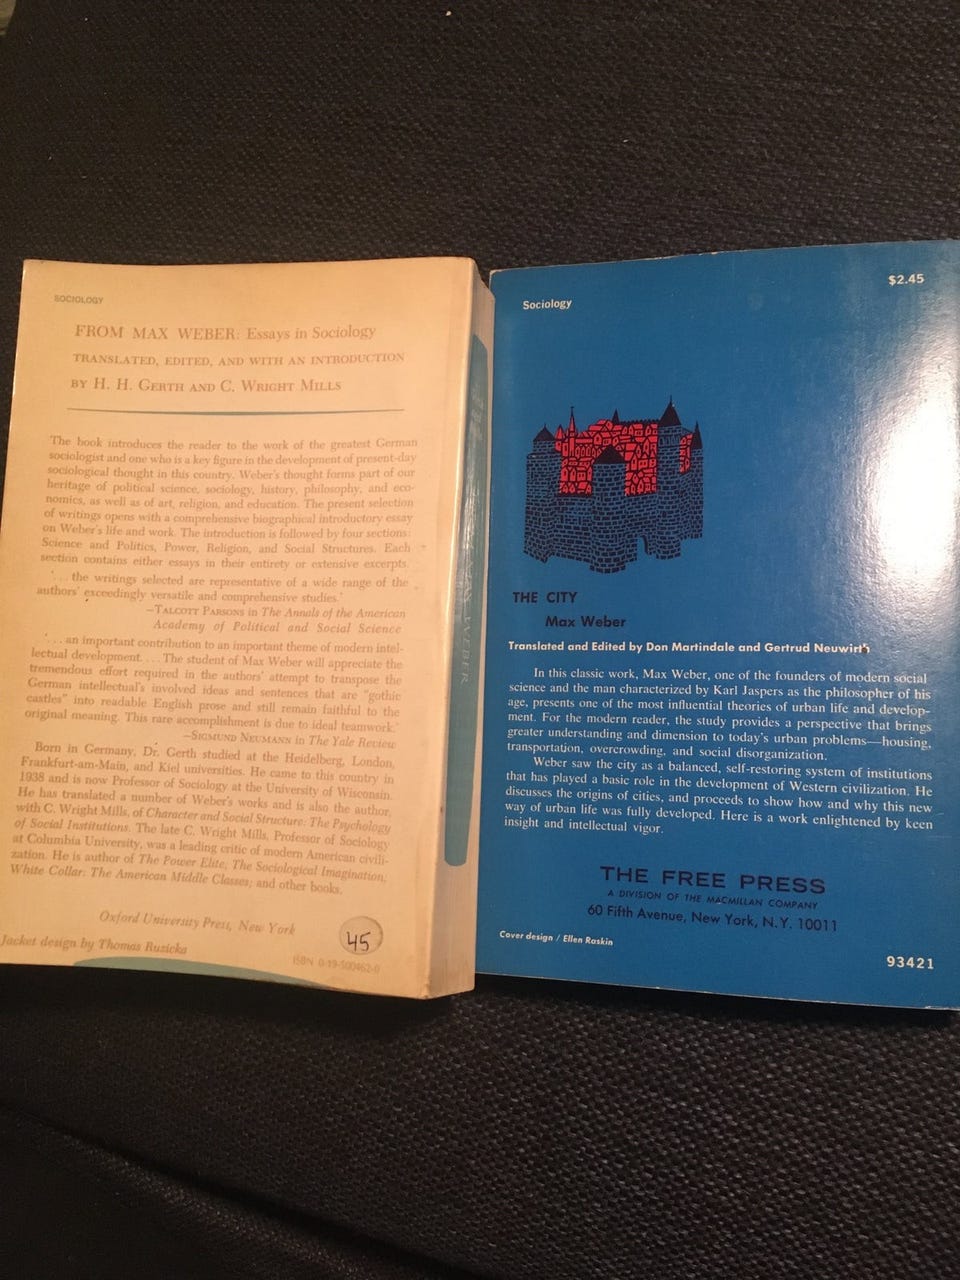 SOCIOLOGY
FROM MAX WEBER: Essays in Sociology
TRANSLATED, EDITED, AND WITH AN INTRODUCTION
BY H. H. GERTH AND C. WRIGHT MILLS
The book introduces the reader to the work of the greatest German
sociologist and one who is a key figure in the development of present-day
sociological thought in this country. Weber's thought forms part of our
heritage of political science, sociology, history, philosophy, and eco-
nomics, as well as of art, religion, and education. The present selection
of writings opens with a comprehensive biographical introductory essay
on Weber's life and work. The introduction is followed by four sections:
Science and Politics, Power, Religion, and Social Structures. Each
section contains either essays in their entirety or extensive excerpts.
'. . . the writings selected are representative of a wide range of the
authors' exceedingly versatile and comprehensive studies.'
—TALCOTT PARSONS in The Annals of the American
Academy of Political and Social Science
'. . . an important contribution to an important theme of modern intel-
lectual development. . . . The student of Max Weber will appreciate the
tremendous effort required in the authors' attempt to transpose the
German intellectual's involved ideas and sentences that are "gothic
castles" into readable English prose and still remain faithful to the
original meaning. This rare accomplishment is due to ideal teamwork.'
—SIGMUND NEUMANN in The Yale Review
Born in Germany, Dr. Gerth studied at the Heidelberg, London,
Frankfurt-am-Main, and Kiel universities. He came to this country in
1938 and is now Professor of Sociology at the University of Wisconsin.
He has translated a number of Weber's works and is also the author,
with C. Wright Mills, of Character and Social Structure: The Psychology
of Social Institutions. The late C. Wright Mills, Professor of Sociology
at Columbia University, was a leading critic of modern American civili-
zation. He is author of The Power Elite; The Sociological Imagination;
White Collar: The American Middle Classes; and other books.
Oxford University Press, New York
Jacket design by Thomas Ruzicka
45
ISBN 0-19-500462-0
WEBER
Sociology
$2.45
THE CITY
Max Weber
Translated and Edited by Don Martindale and Gertrud Neuwirth
In this classic work, Max Weber, one of the founders of modern social
science and the man characterized by Karl Jaspers as the philosopher of his
age, presents one of the most influential theories of urban life and develop-
ment. For the modern reader, the study provides a perspective that brings
greater understanding and dimension to today's urban problems—housing,
transportation, overcrowding, and social disorganization.
Weber saw the city as a balanced, self-restoring system of institutions
that has played a basic role in the development of Western civilization. He
discusses the origins of cities, and proceeds to show how and why this new
way of urban life was fully developed. Here is a work enlightened by keen
insight and intellectual vigor.
THE FREE PRESS
A DIVISION OF THE MACMILLAN COMPANY
60 Fifth Avenue, New York, N.Y. 10011
Cover design / Ellen Raskin
93421